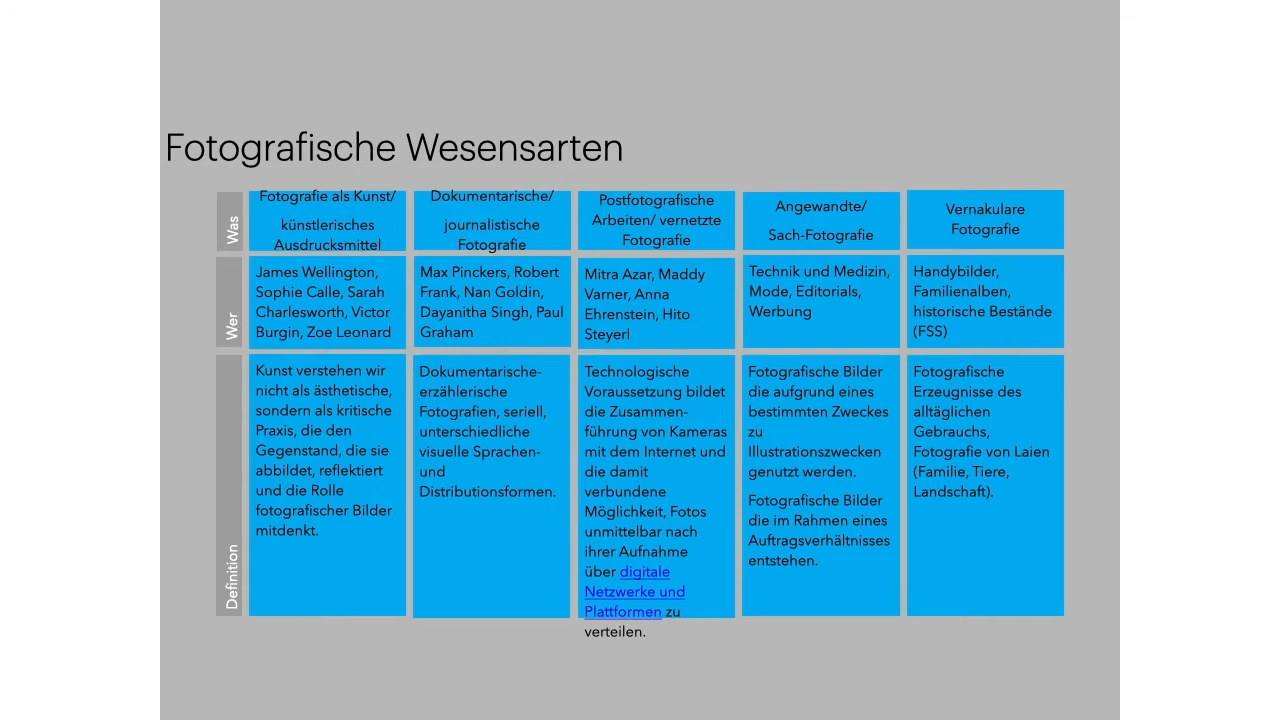 Fotografische Wesensarten
Was
Fotografie als Kunst/
künstlerisches
Ausdrucksmittel
Dokumentarische/
journalistische
Fotografie
Postfotografische
Arbeiten/ vernetzte
Fotografie
Angewandte/
Sach-Fotografie
Vernakulare
Fotografie
Wer
James Wellington,
Sophie Calle, Sarah
Charlesworth, Victor
Burgin, Zoe Leonard
Max Pinckers, Robert
Frank, Nan Goldin,
Dayanitha Singh, Paul
Graham
Mitra Azar, Maddy
Varner, Anna
Ehrenstein, Hito
Steyerl
Technik und Medizin,
Mode, Editorials,
Werbung
Handybilder,
Familienalben,
historische Bestände
(FSS)
Definition
Kunst verstehen wir
nicht als ästhetische,
sondern als kritische
Praxis, die den
Gegenstand, die sie
abbildet, reflektiert
und die Rolle
fotografischer Bilder
mitdenkt.
Dokumentarische-
erzählerische
Fotografien, seriell,
unterschiedliche
visuelle Sprachen-
und
Distributionsformen.
Technologische
Voraussetzung bildet
die Zusammen-
führung von Kameras
mit dem Internet und
die damit
verbundene
Möglichkeit, Fotos
unmittelbar nach
ihrer Aufnahme
über digitale
Netzwerke und
Plattformen zu
verteilen.
Fotografische Bilder
die aufgrund eines
bestimmten Zweckes
zu
Illustrationszwecken
genutzt werden.
Fotografische Bilder
die im Rahmen eines
Auftragsverhältnisses
entstehen.
Fotografische
Erzeugnisse des
alltäglichen
Gebrauchs,
Fotografie von Laien
(Familie, Tiere,
Landschaft).